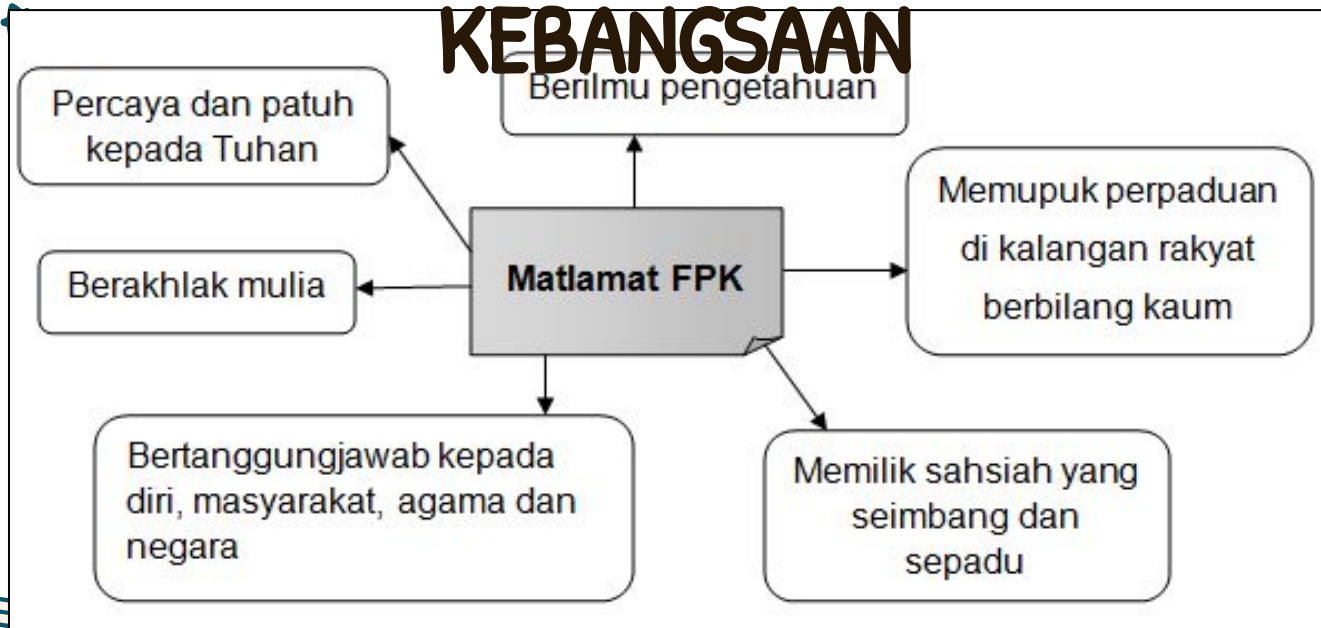 KEBANGSAAN
Percaya dan patuh
kepada Tuhan
Berilmu pengetahuan
Memupuk perpaduan
di kalangan rakyat
berbilang kaum
Matlamat FPK
Berakhlak mulia
Bertanggungjawab kepada
diri, masyarakat, agama dan
negara
Memilik sahsiah yang
seimbang dan
sepadu